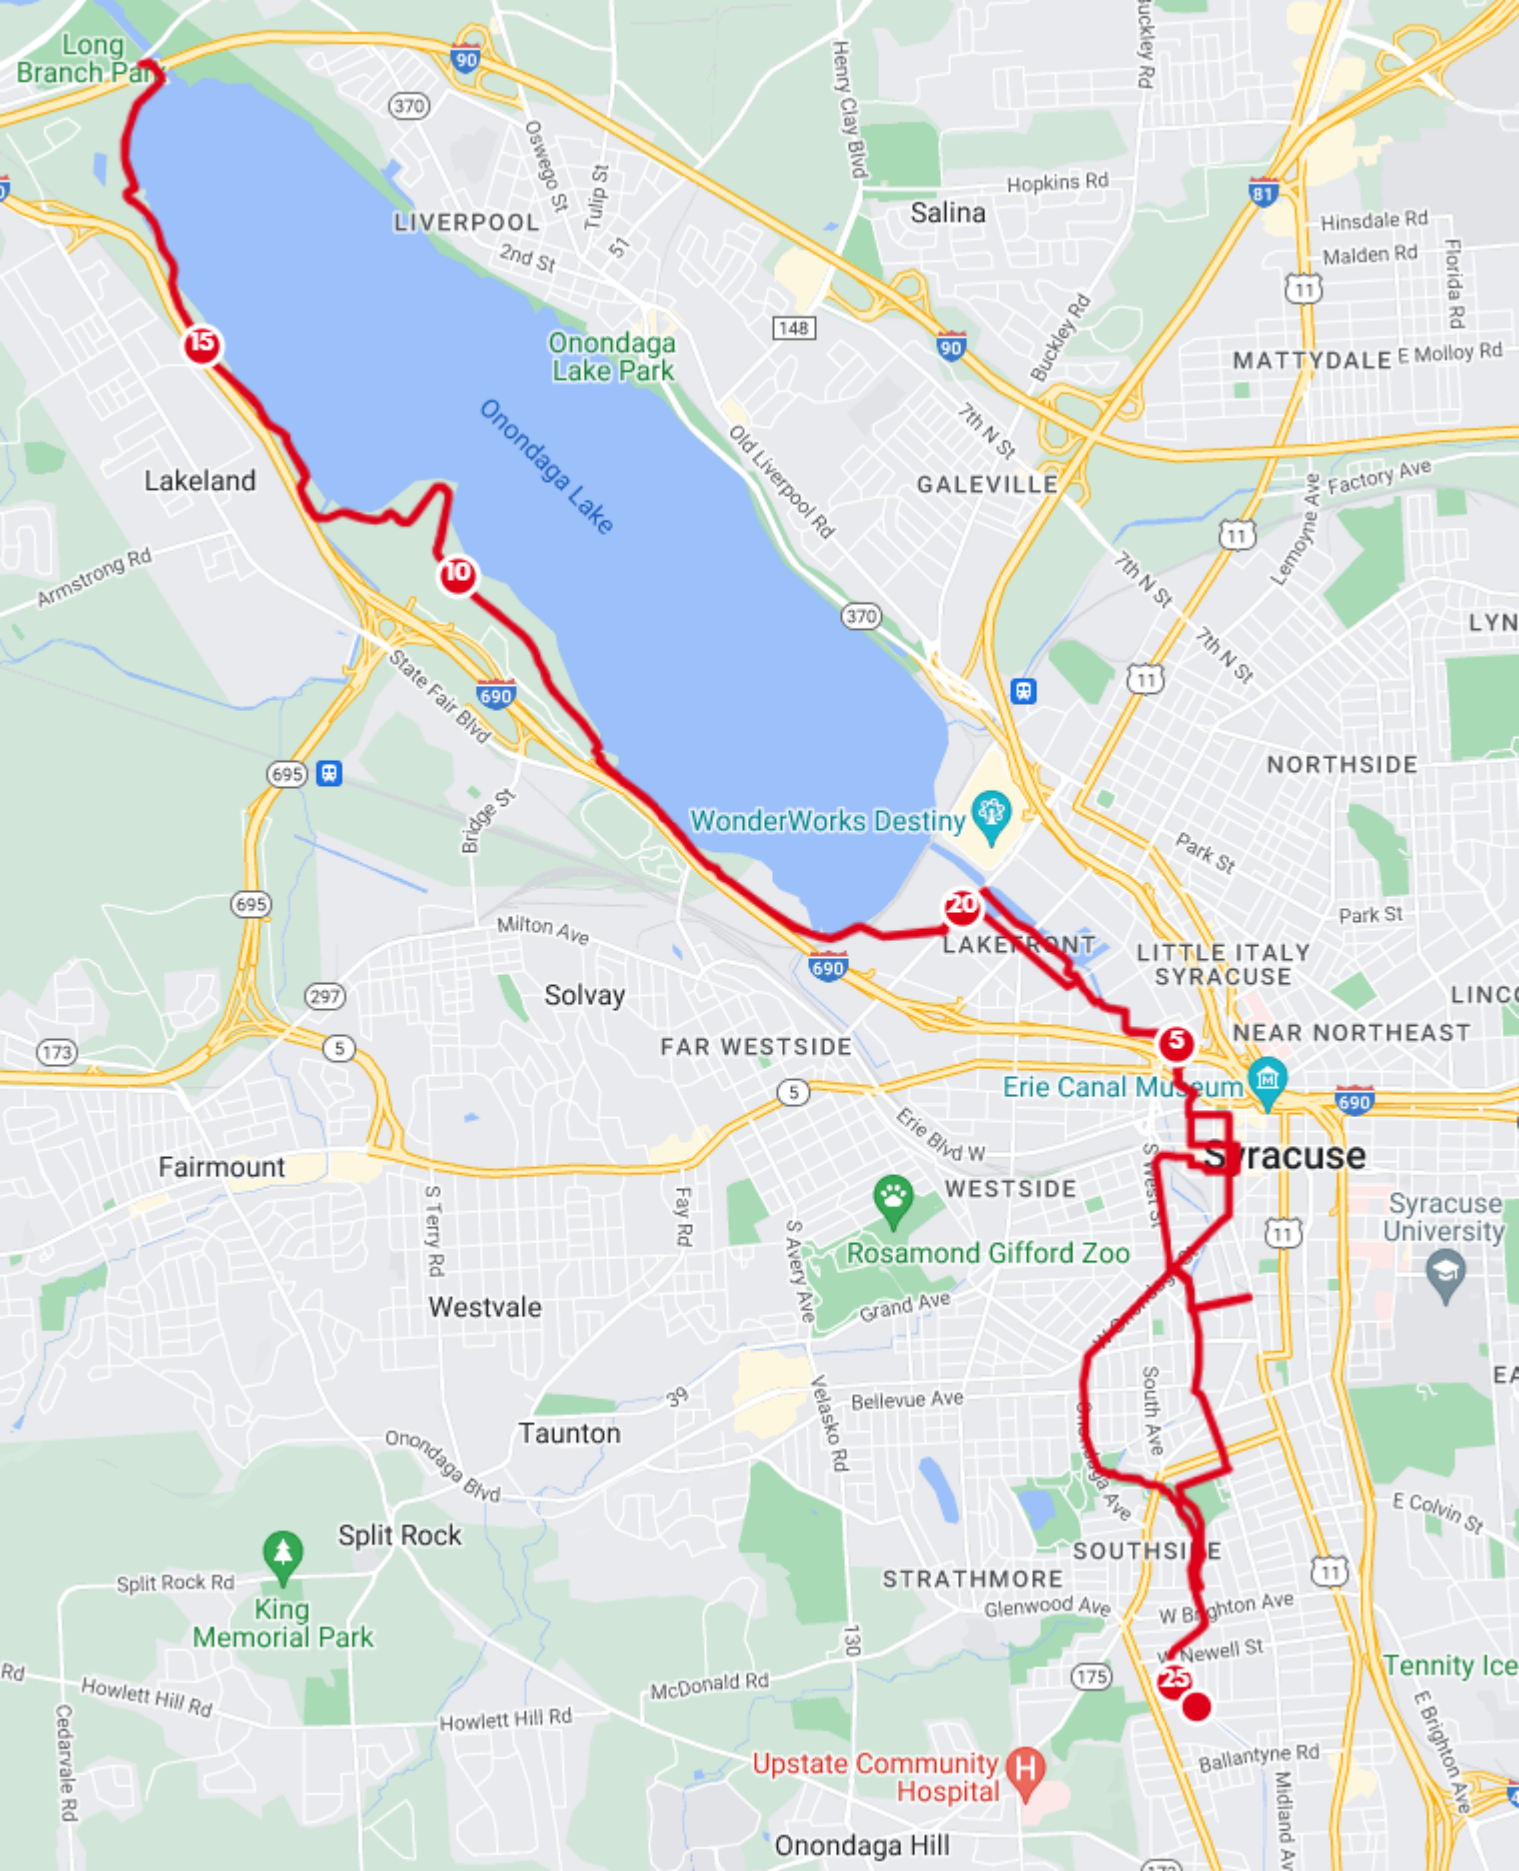 Long
Branch Park
90
370
Oswego St
Tulip St
Henry Clay Blvd
Buckley Rd
Hopkins Rd
Salina
81
Hinsdale Rd
Malden Rd
Florida Rd
11
LIVERPOOL
2nd St
51
148
Buckley Rd
90
MATTYDALE
E Molloy Rd
15
Onondaga
Lake Park
Onondaga Lake
Old Liverpool Rd
7th N St
GALEVILLE
Factory Ave
Lemoyne Ave
11
Lakeland
Armstrong Rd
10
370
7th N St
7th N St
LYN
11
State Fair Blvd
690
695
Bridge St
NORTHSIDE
WonderWorks Destiny
Park St
695
Milton Ave
20
LAKEFRONT
Park St
LITTLE ITALY
SYRACUSE
690
297
Solvay
LINC
173
5
FAR WESTSIDE
5
NEAR NORTHEAST
5
Erie Canal Museum
690
Erie Blvd W
Fairmount
S West St
Syracuse
WESTSIDE
S Terry Rd
Fay Rd
S Avery Ave
Rosamond Gifford Zoo
11
Syracuse
University
Westvale
Grand Ave
W Onondaga St
39
Velasko Rd
Bellevue Ave
South Ave
Onondaga Ave
EA
Taunton
Onondaga Blvd
E Colvin St
Split Rock
SOUTHSIDE
STRATHMORE
11
Split Rock Rd
Glenwood Ave
W Brighton Ave
King
Memorial Park
130
W Newell St
Rd
Howlett Hill Rd
McDonald Rd
175
25
Tennity Ice
Cedarvale Rd
Howlett Hill Rd
E Brighton Ave
Upstate Community
Hospital
Ballantyne Rd
Midland Av
Onondaga Hill
173